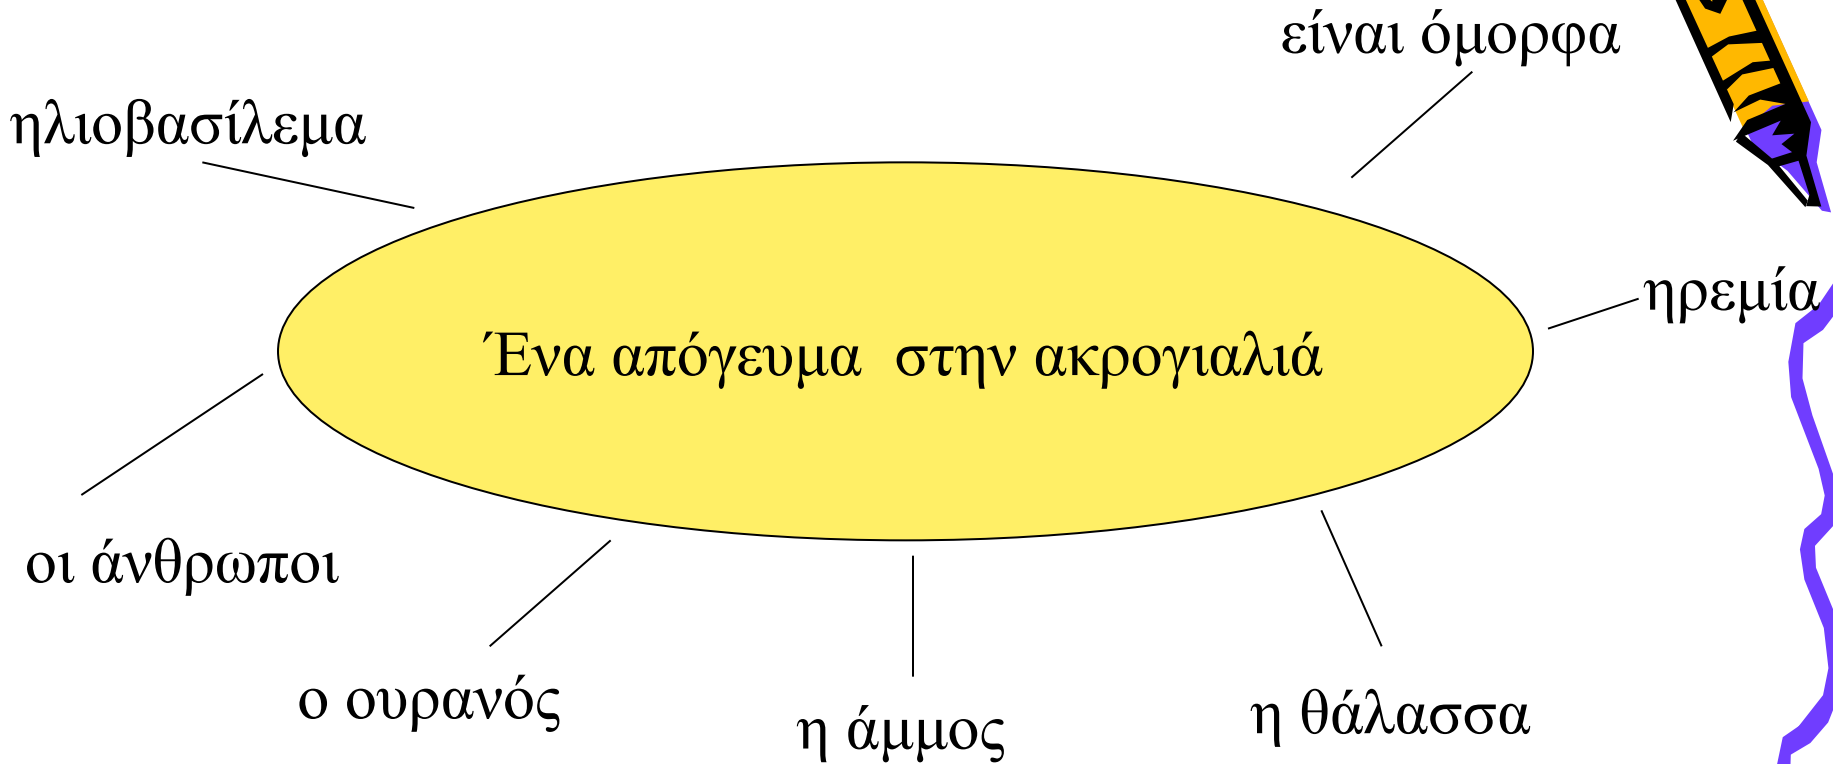 είναι όμορφα
ηλιοβασίλεμα
ηρεμία
Ένα απόγευμα στην ακρογιαλιά
οι άνθρωποι
ο ουρανός
η άμμος
η θάλασσα